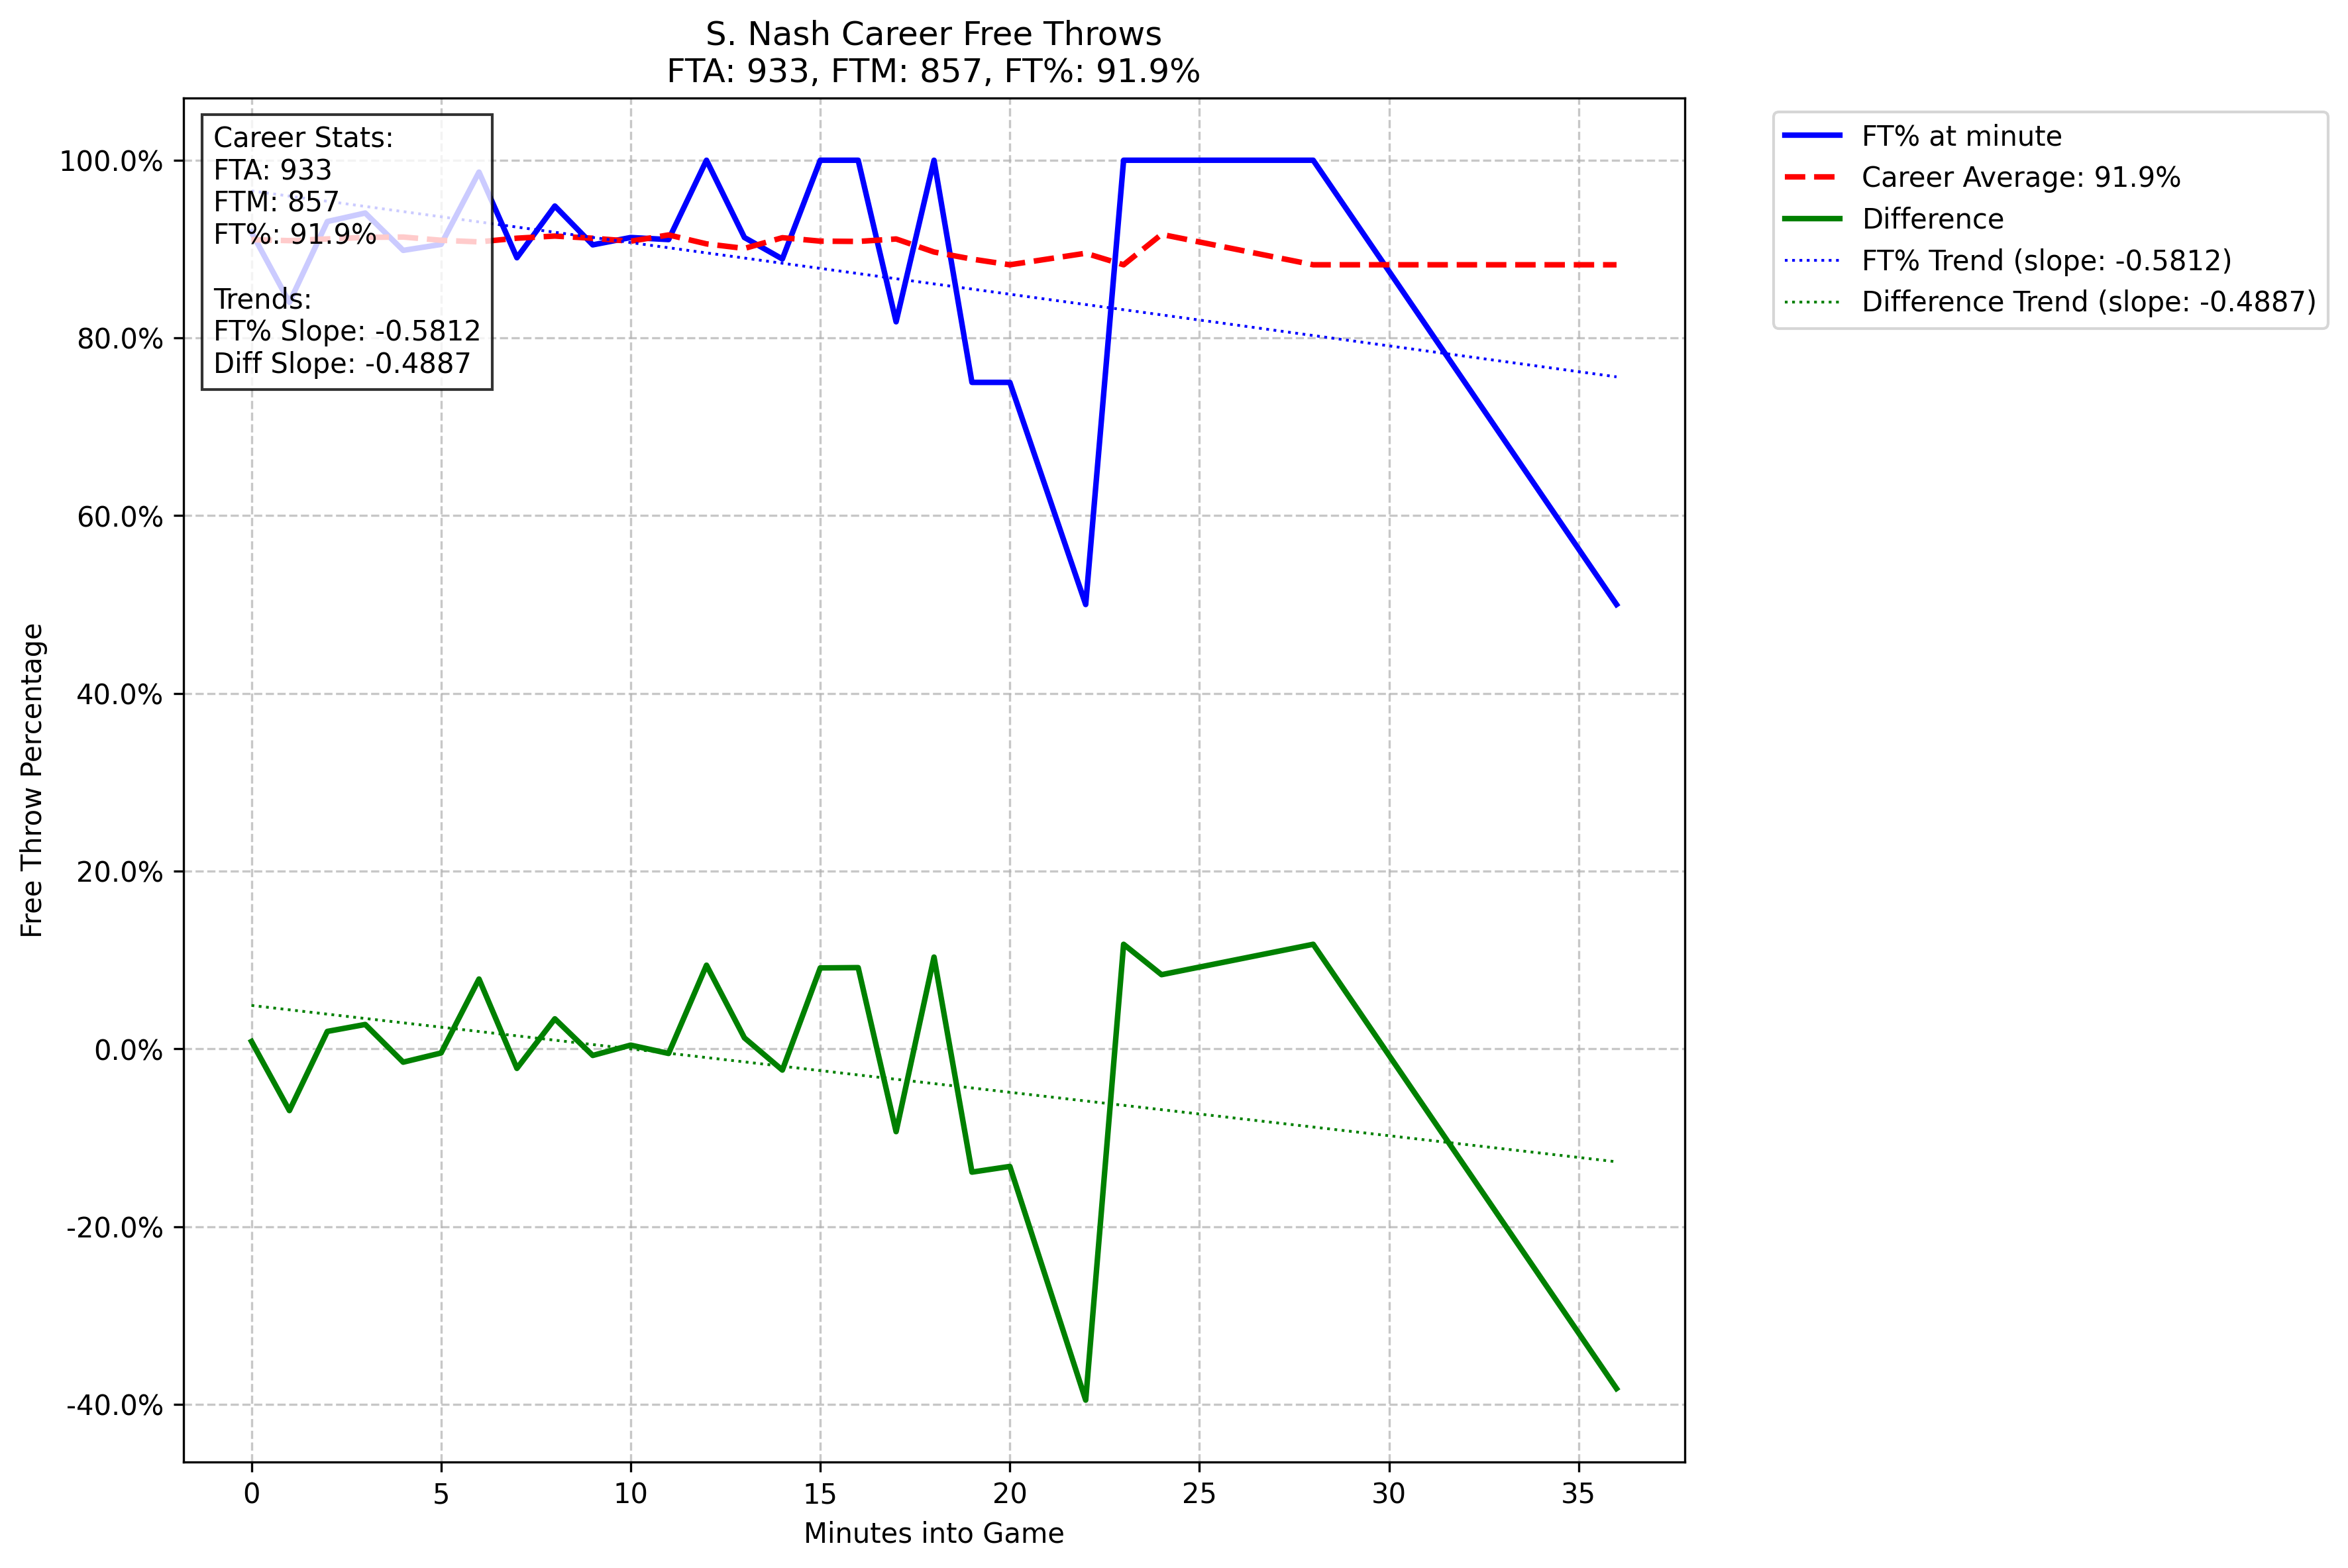 S. Nash Career Free Throws
FTA: 933, FTM: 857, FT%: 91.9%
Career Stats:
FTA: 933
FTM: 857
FT%: 91.9%
Trends:
FT% Slope: -0.5812
Diff Slope: -0.4887
FT% at minute
Career Average: 91.9%
Difference
FT% Trend (slope: -0.5812)
Difference Trend (slope: -0.4887)
Free Throw Percentage
100.0%
80.0%
60.0%
40.0%
20.0%
0.0%
-20.0%
-40.0%
0 5 10 15 20 25 30 35
Minutes into Game